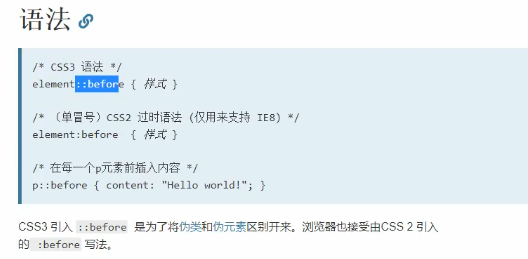 语法
/* CSS3 语法 */
element::before { 样式 }
/* （单冒号）CSS2 过时语法 (仅用来支持 IE8) */
element:before  { 样式 }
/* 在每一个p元素前插入内容 */
p::before { content: "Hello world!"; }
CSS3 引入 ::before 是为了将伪类和伪元素区别开来。浏览器也接受由CSS 2 引入
的 :before 写法。